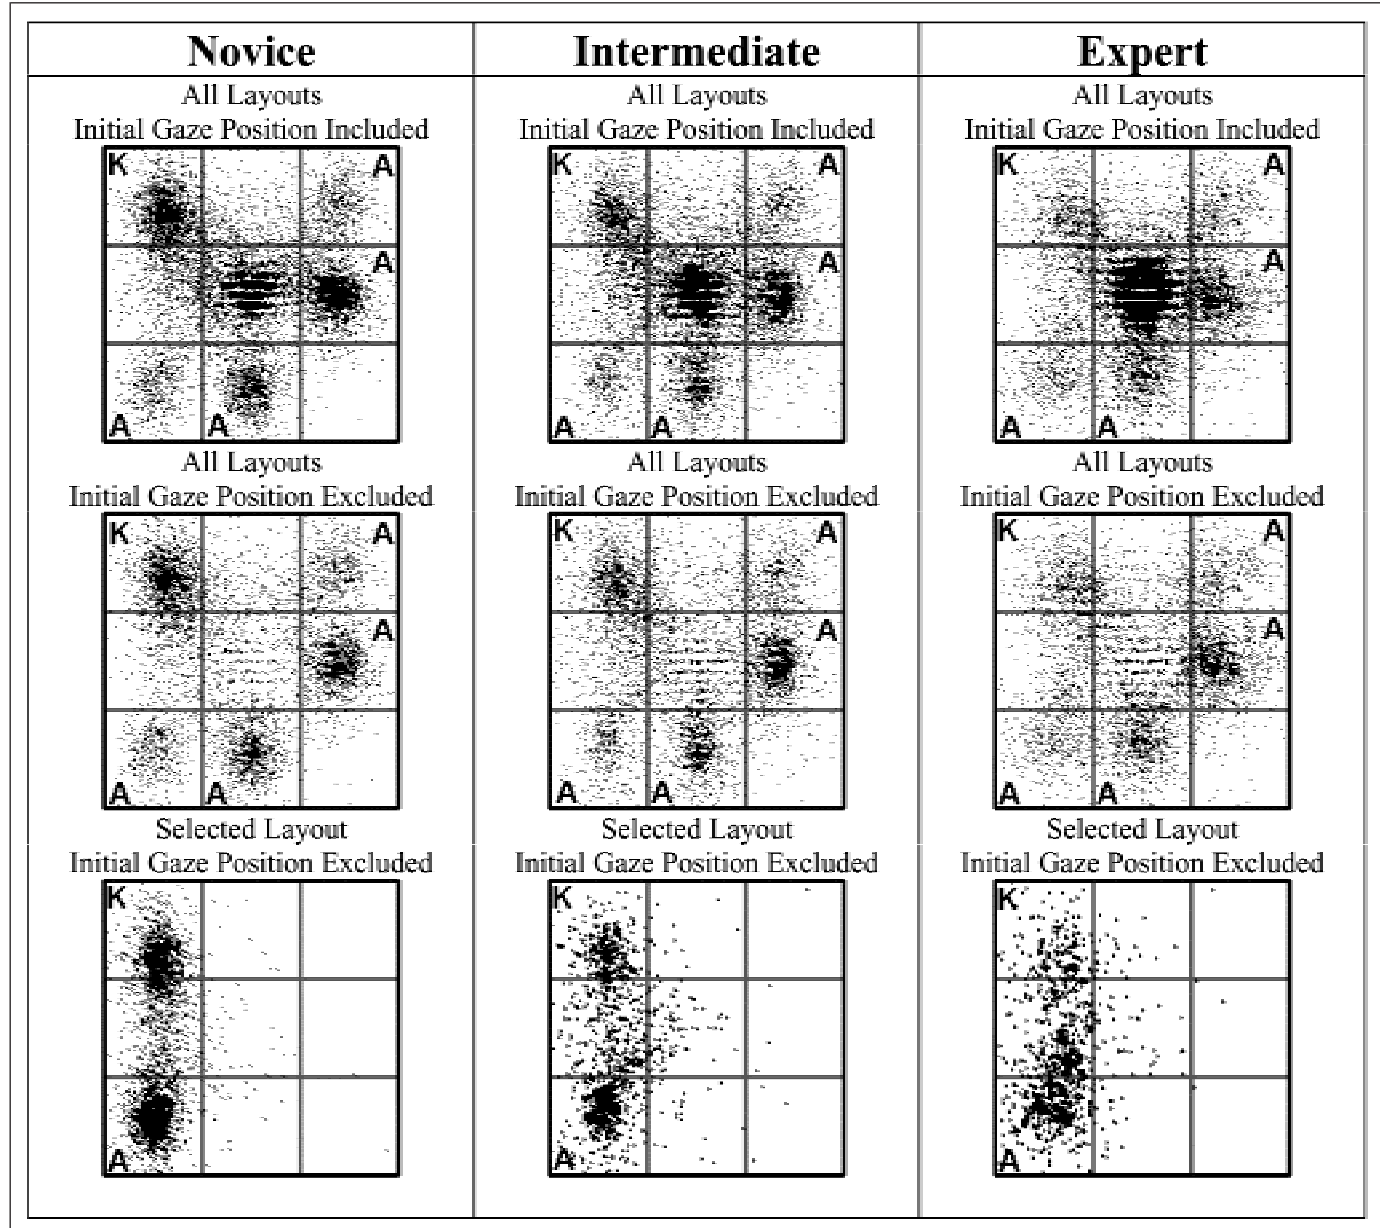 Novice Intermediate Expert
All Layouts All Layouts All Layouts
Initial Gaze Position Included Initial Gaze Position Included Initial Gaze Position Included
K A K A K A
A A A
A A A A A A
All Layouts All Layouts All Layouts
Initial Gaze Position Excluded Initial Gaze Position Excluded Initial Gaze Position Excluded
K A K A K A
A A A
A A A A A A
Selected Layout Selected Layout Selected Layout
Initial Gaze Position Excluded Initial Gaze Position Excluded Initial Gaze Position Excluded
K K K
A A A